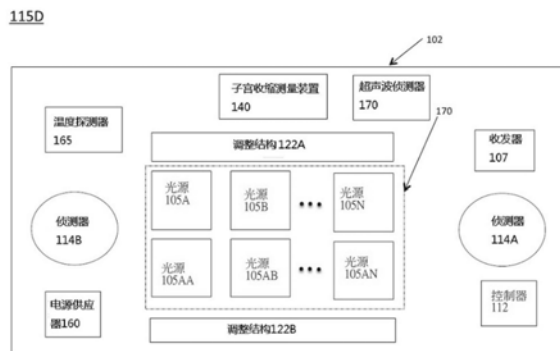 115D
102
子宫收缩测量装置
140
超声波侦测器
170
170
温度探测器
165
调整结构122A
收发器
107
光源
105A
光源
105B
•••
光源
105N
侦测器
114B
侦测器
114A
光源
105AA
光源
105AB
•••
光源
105AN
电源供应
器160
控制器
112
调整结构122B